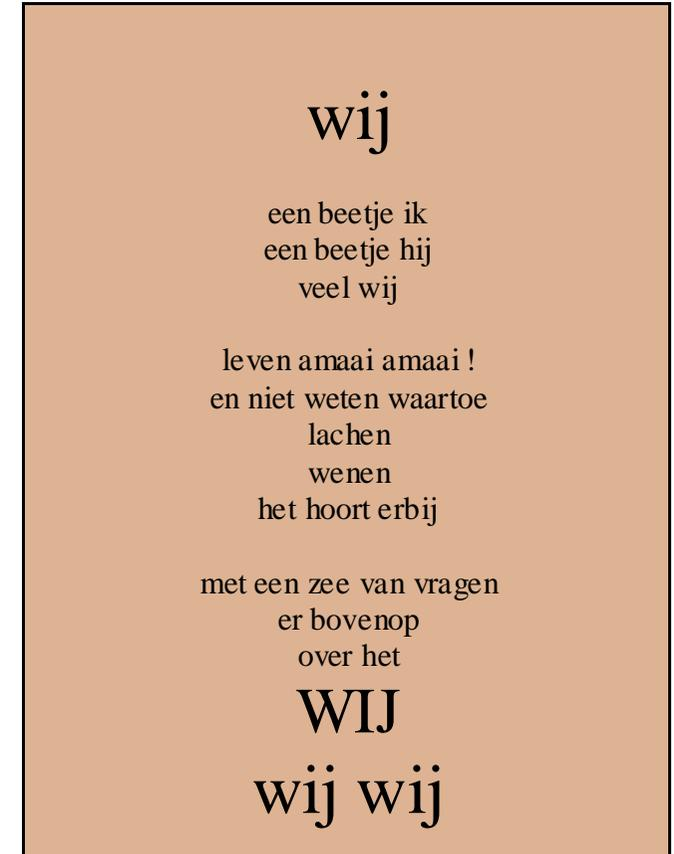 wij
een beetje ik
een beetje hij
veel wij
leven amaai amaai !
en niet weten waartoe
lachen
wenen
het hoort erbij
met een zee van vragen
er bovenop
over het
WIJ
wij wij